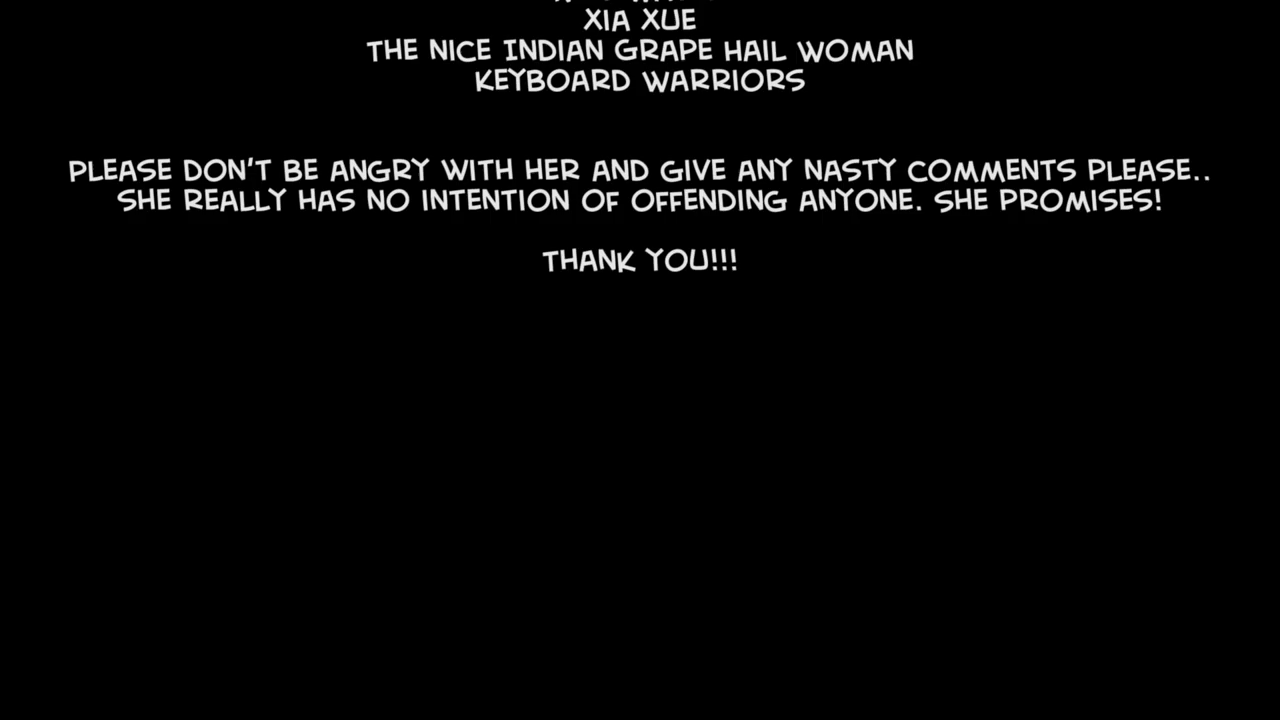 XIA XUE
THE NICE INDIAN GRAPE HAIL WOMAN
KEYBOARD WARRIORS
PLEASE DON'T BE ANGRY WITH HER AND GIVE ANY NASTY COMMENTS PLEASE..
SHE REALLY HAS NO INTENTION OF OFFENDING ANYONE. SHE PROMISES!
THANK YOU!!!